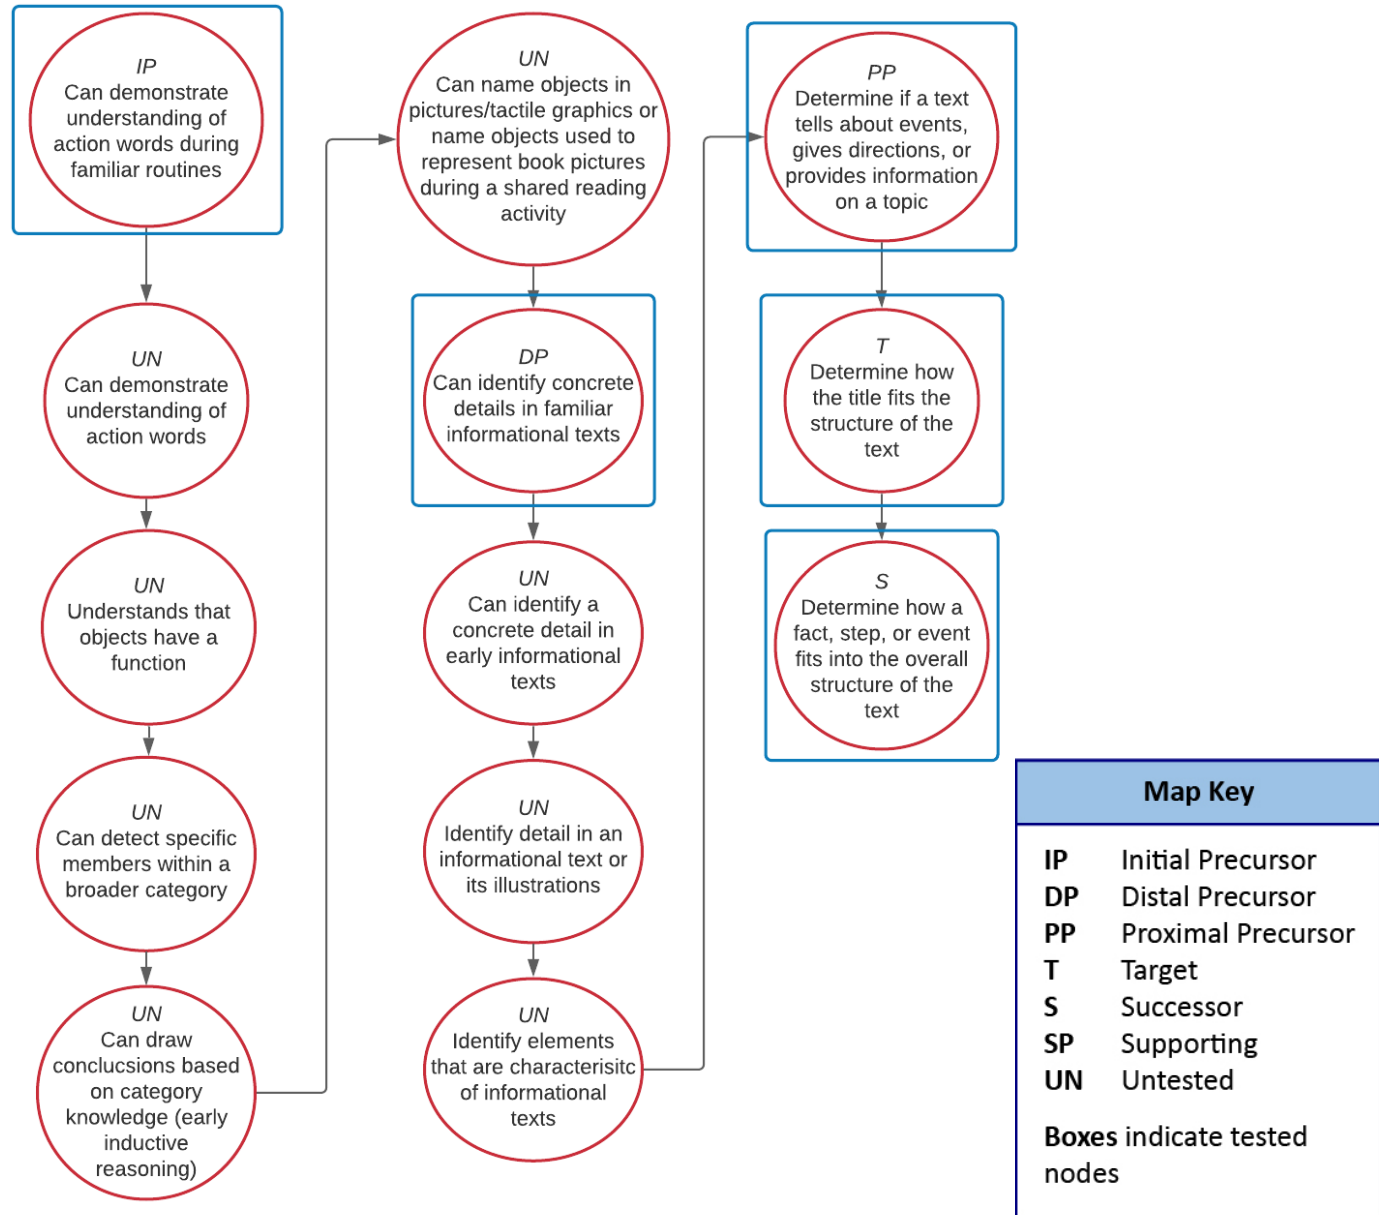 IP
Can demonstrate
understanding of
action words during
familiar routines
UN
Can demonstrate
understanding of
action words
UN
Understands that
objects have a
function
UN
Can detect specific
members within a
broader category
UN
Can draw
conclucsions based
on category
knowledge (early
inductive
reasoning)
UN
Can name objects in
pictures/tactile graphics or
name objects used to
represent book pictures
during a shared reading
activity
DP
Can identify concrete
details in familiar
informational texts
UN
Can identify a
concrete detail in
early informational
texts
UN
Identify detail in an
informational text or
its illustrations
UN
Identify elements
that are characterisitc
of informational
texts
PP
Determine if a text
tells about events,
gives directions, or
provides information
on a topic
T
Determine how
the title fits the
structure of the
text
S
Determine how a
fact, step, or event
fits into the overall
structure of the
text
Map Key
IP Initial Precursor
DP Distal Precursor
PP Proximal Precursor
T Target
S Successor
SP Supporting
UN Untested
Boxes indicate tested
nodes